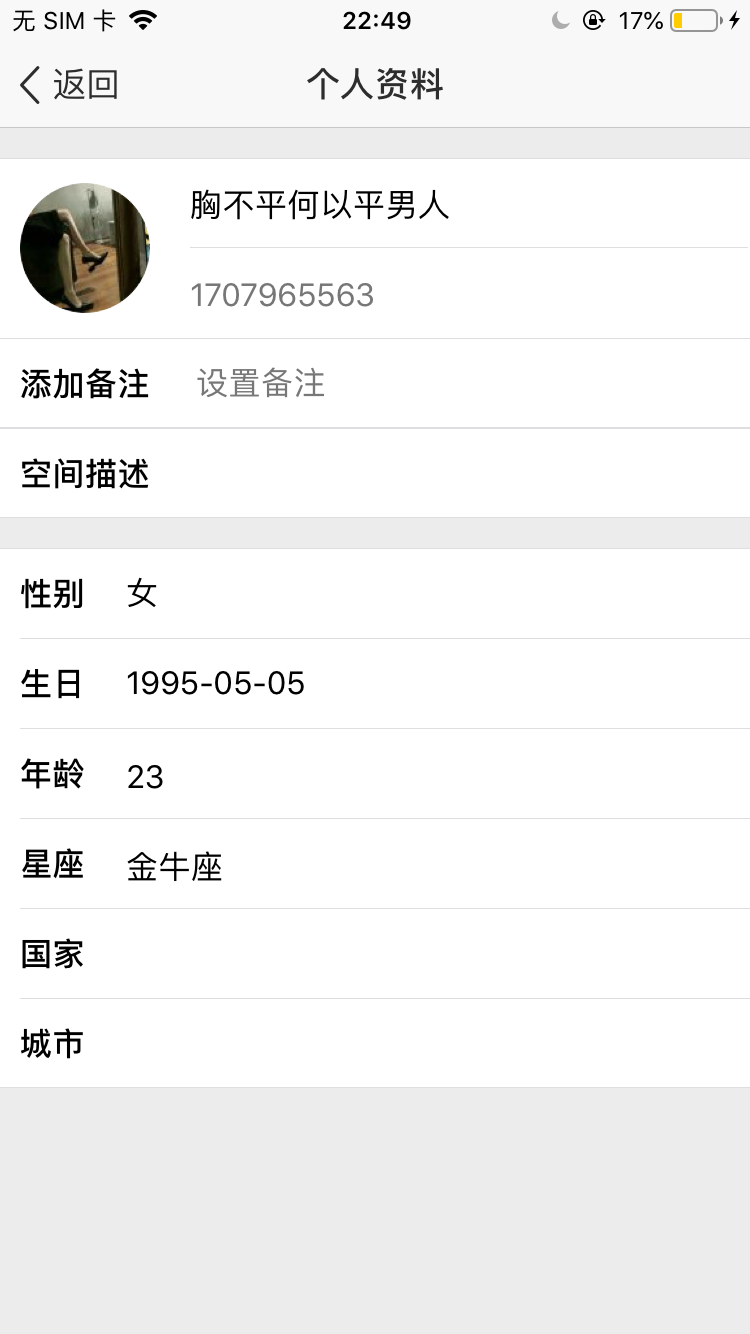 无 SIM 卡 22:49 17%
返回 个人资料
胸不平何以平男人
1707965563
添加备注 设置备注
空间描述
性别 女
生日 1995-05-05
年龄 23
星座 金牛座
国家
城市